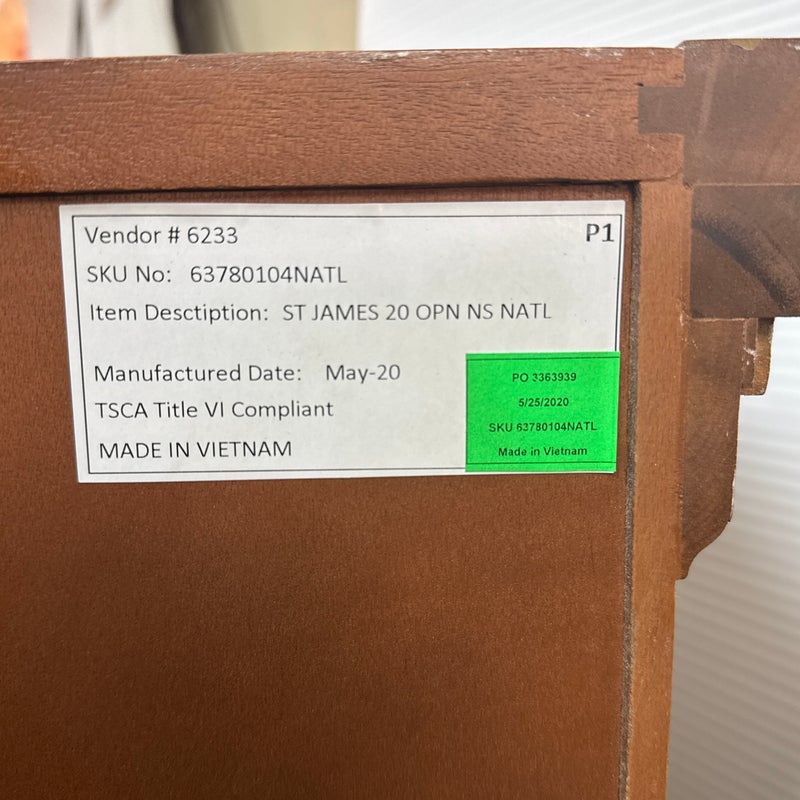 Vendor # 6233
P1
SKU No: 63780104NATL
Item Desctiption: ST JAMES 20 OPN NS NATL
Manufactured Date: May-20
TSCA Title VI Compliant
MADE IN VIETNAM
PO 3363939
5/25/2020
SKU 63780104NATL
Made in Vietnam